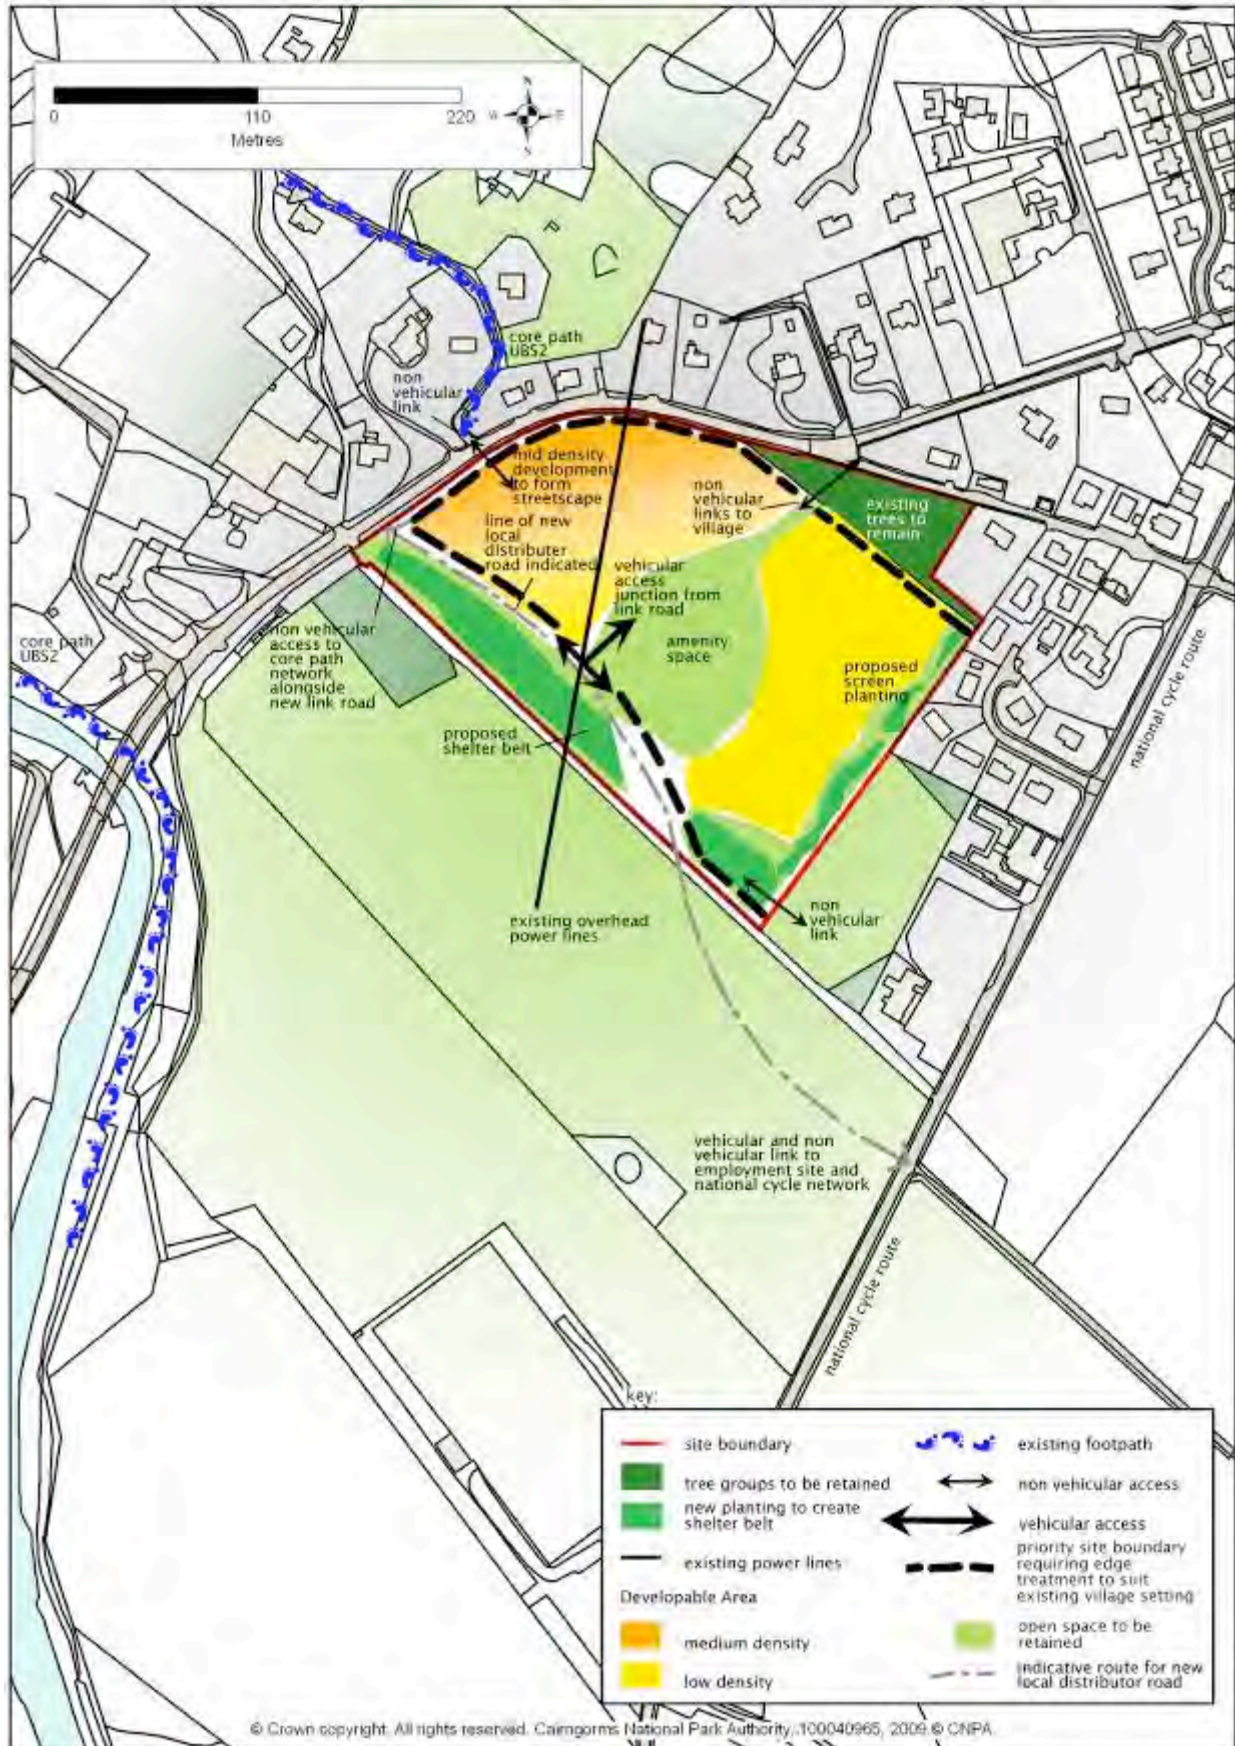 0 110 220
Metres
N
W E
S
core path
UBS2
non
vehicular
link
mid density
development
to form
streetscape
line of new
local
distributer
road indicated
non
vehicular
links to
village
existing
trees to
remain
vehicular
access
junction from
link road
amenity
space
proposed
screen
planting
core path
UBS2
non vehicular
access to
core path
network
alongside
new link road
proposed
shelter belt
national cycle route
existing overhead
power lines
non
vehicular
link
vehicular and non
vehicular link to
employment site and
national cycle network
national cycle route
key:
site boundary
tree groups to be retained
new planting to create
shelter belt
existing power lines
Developable Area
medium density
low density
existing footpath
non vehicular access
vehicular access
priority site boundary
requiring edge
treatment to suit
existing village setting
open space to be
retained
indicative route for new
local distributor road
© Crown copyright. All rights reserved. Cairngorms National Park Authority, 100040965, 2009 © CNPA.